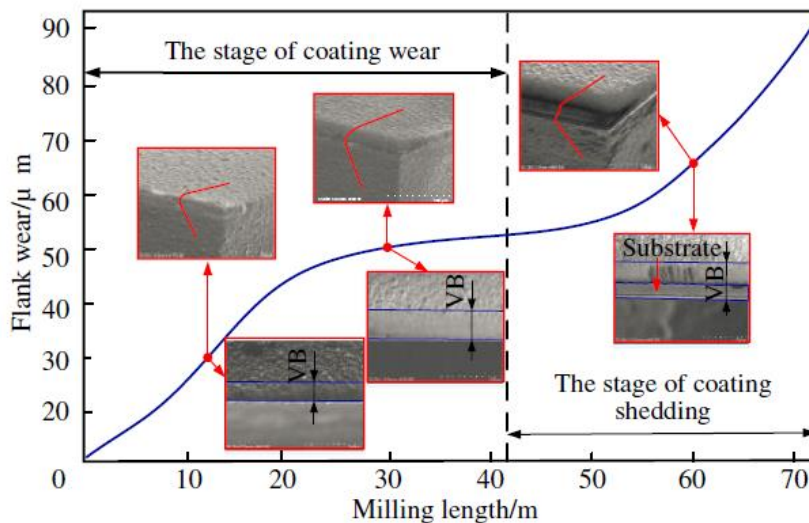 90
The stage of coating wear
80
70
60
50
Substrate
VB
40
VB
30
VB
The stage of coating
shedding
20
0
10
20
30
40
50
60
70
Flank wear/μ m
Milling length/m